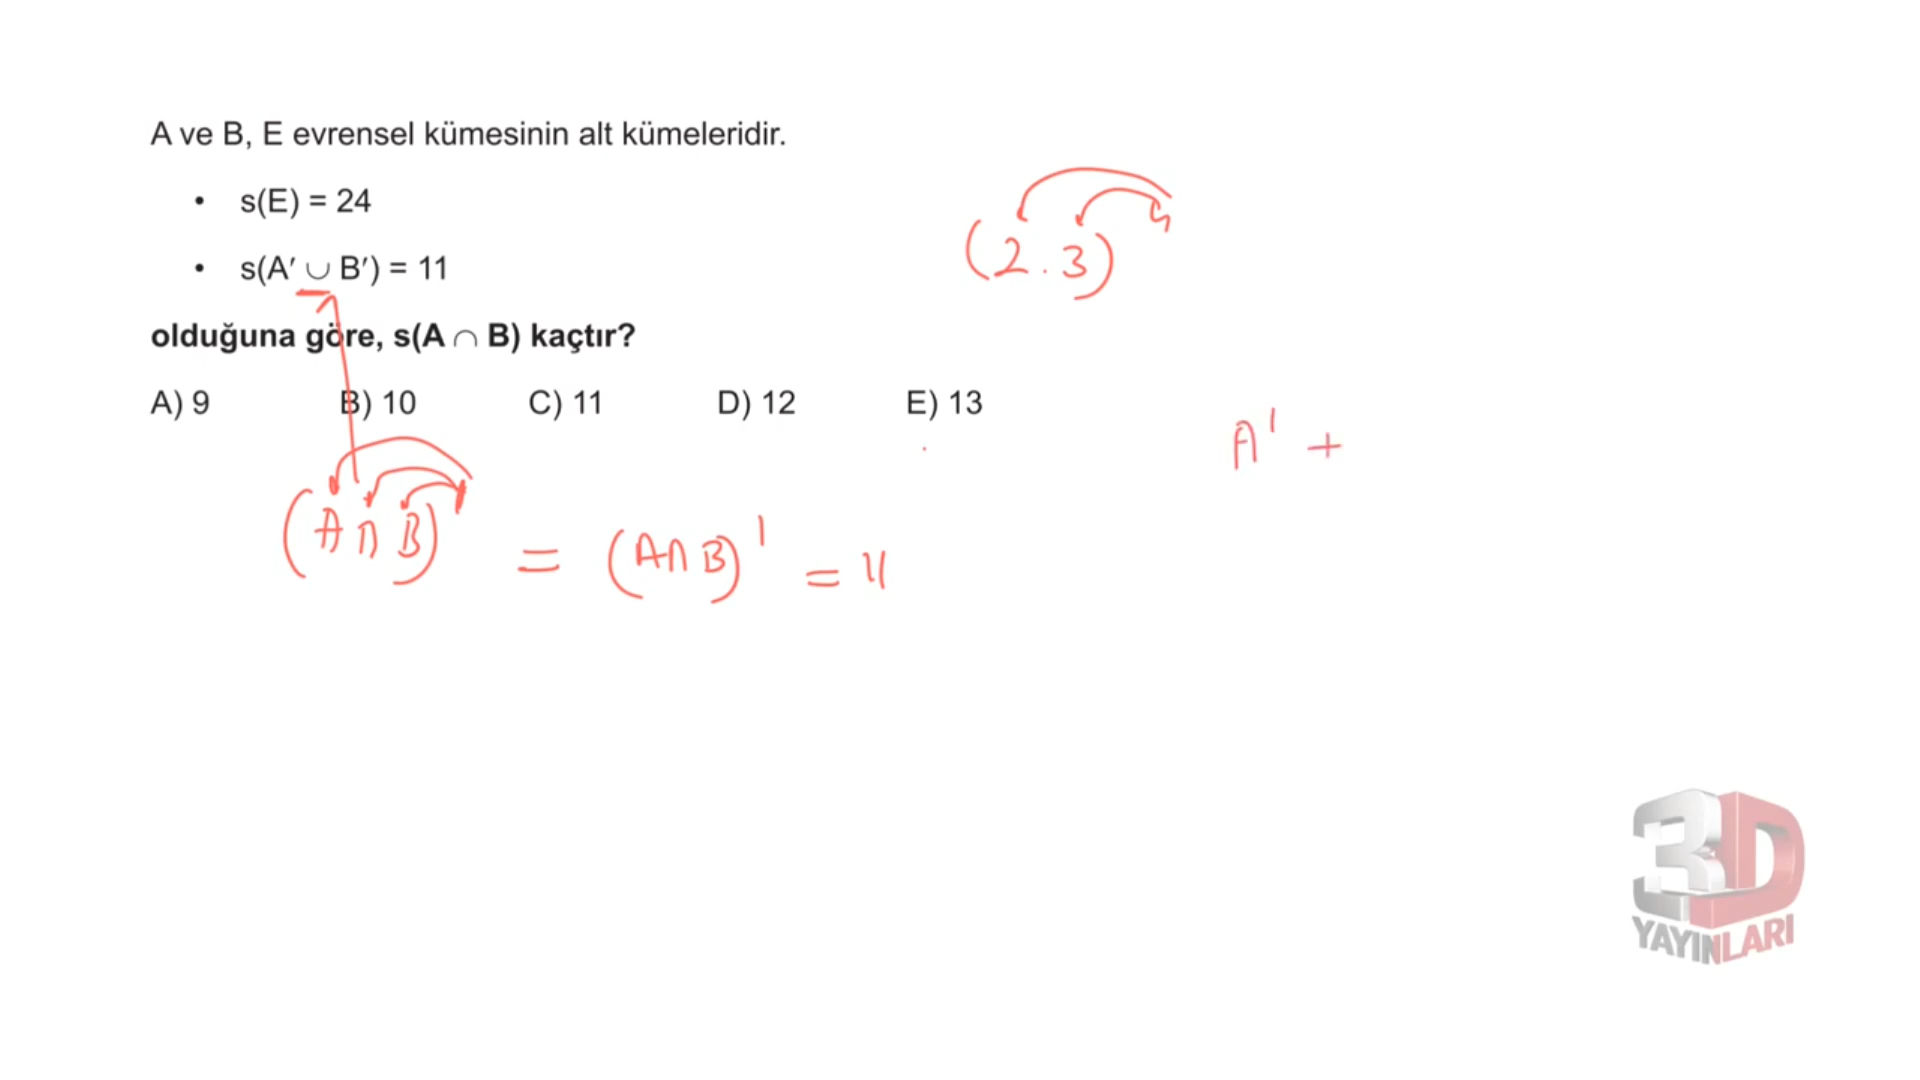 A ve B, E evrensel kümesinin alt kümeleridir.
• s(E) = 24
• s(A′ ∪ B′) = 11
olduğuna göre, s(A ∩ B) kaçtır?
A) 9 B) 10 C) 11 D) 12 E) 13
(2.3)⁴
A' +
(A∩B)' = (A∩B)' = 11
3D
YAYINLARI